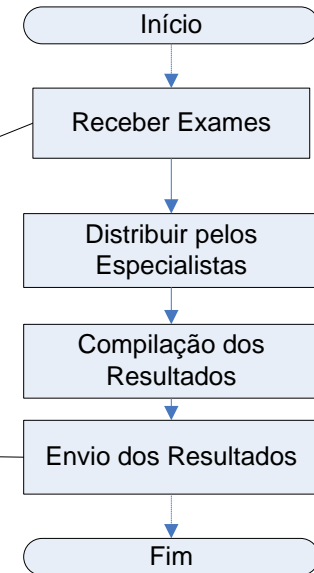 Início
Receber Exames
Distribuir pelos
Especialistas
Compilação dos
Resultados
Envio dos Resultados
Fim